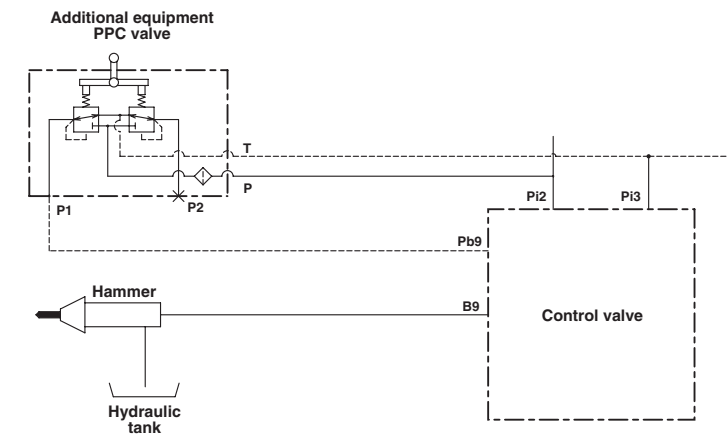 Additional equipment
PPC valve
T
P
P1
P2
Pi2
Pi3
Pb9
Hammer
B9
Control valve
Hydraulic
tank